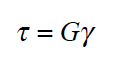 τ = Gγ